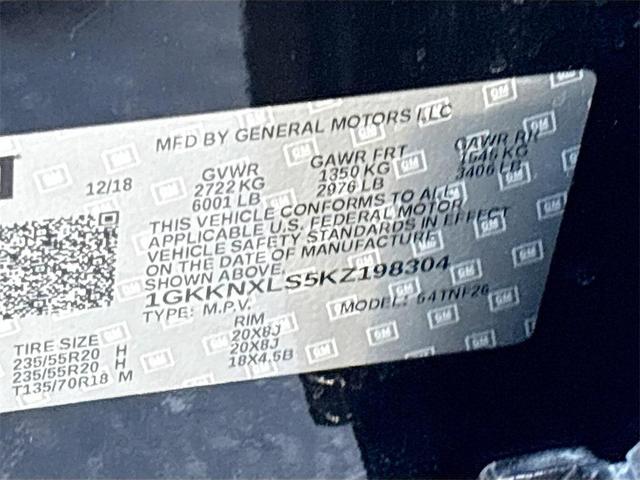 MFD BY GENERAL MOTORS LLC
12/18
GVWR GAWR FRT GAWR RR
2722 KG 1350 KG 1545 KG
6001 LB 2976 LB 3406 LB
THIS VEHICLE CONFORMS TO ALL
APPLICABLE U.S. FEDERAL MOTOR
VEHICLE SAFETY STANDARDS IN EFFECT
ON THE DATE OF MANUFACTURE
SHOWN ABOVE.
1GKKNXLS5KZ198304
TYPE: M.P.V. MODEL: 64TNF26
TIRE SIZE RIM
235/55R20 H 20X8J
235/55R20 H 20X8J
T135/70R18 M 18X4.5B